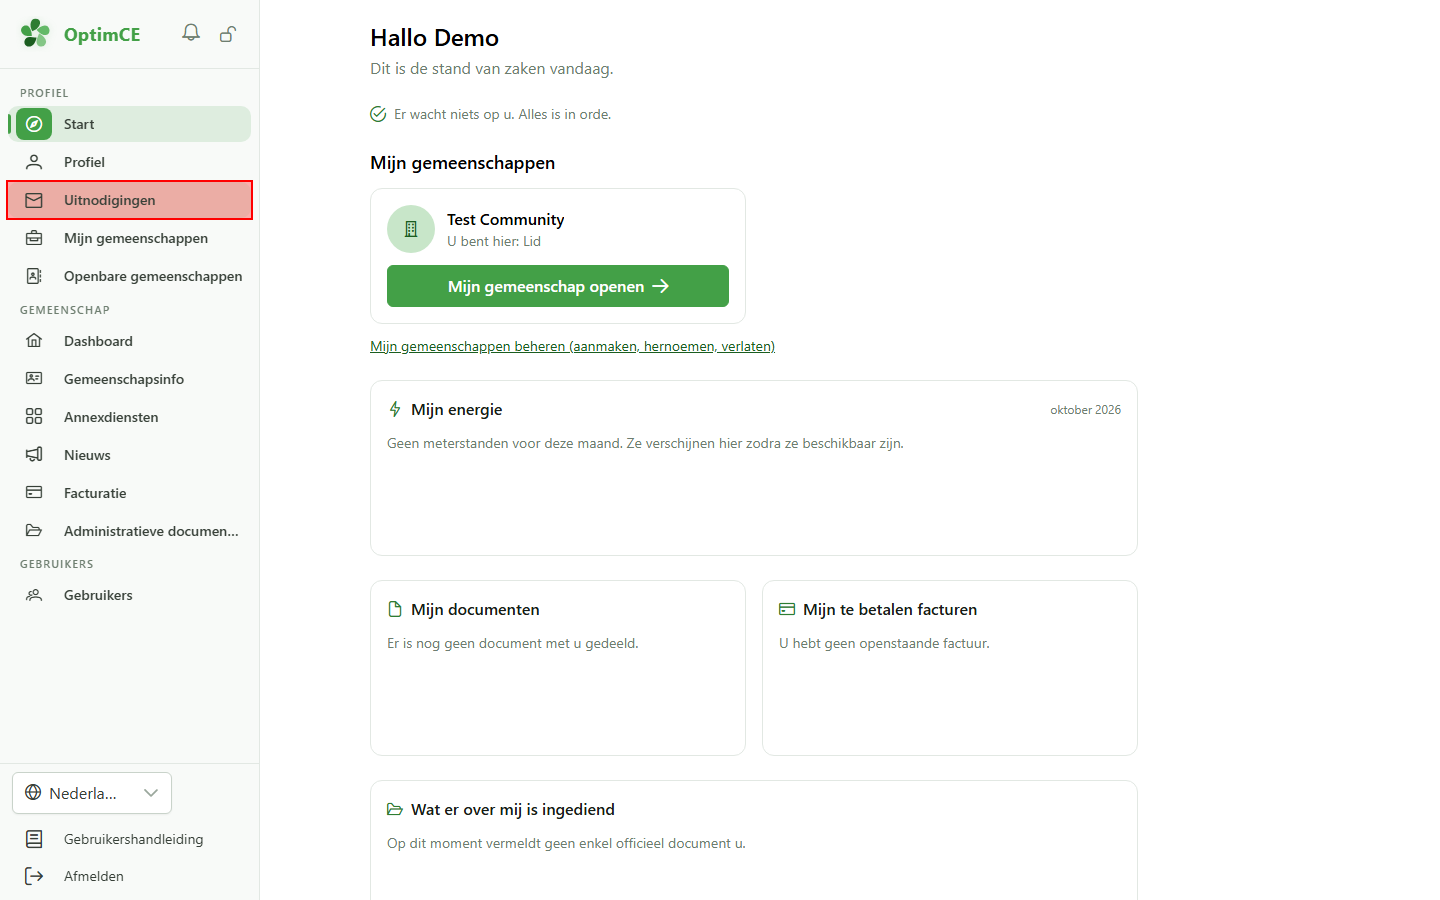 OptimCE
PROFIEL
Start
Profiel
Uitnodigingen
Mijn gemeenschappen
Openbare gemeenschappen
GEMEENSCHAP
Dashboard
Gemeenschapsinfo
Annexdiensten
Nieuws
Facturatie
Administratieve documen...
GEBRUIKERS
Gebruikers
Nederla...
Gebruikershandleiding
Afmelden
Hallo Demo
Dit is de stand van zaken vandaag.
Er wacht niets op u. Alles is in orde.
Mijn gemeenschappen
Test Community
U bent hier: Lid
Mijn gemeenschap openen
Mijn gemeenschappen beheren (aanmaken, hernoemen, verlaten)
Mijn energie
oktober 2026
Geen meterstanden voor deze maand. Ze verschijnen hier zodra ze beschikbaar zijn.
Mijn documenten
Er is nog geen document met u gedeeld.
Mijn te betalen facturen
U hebt geen openstaande factuur.
Wat er over mij is ingediend
Op dit moment vermeldt geen enkel officieel document u.